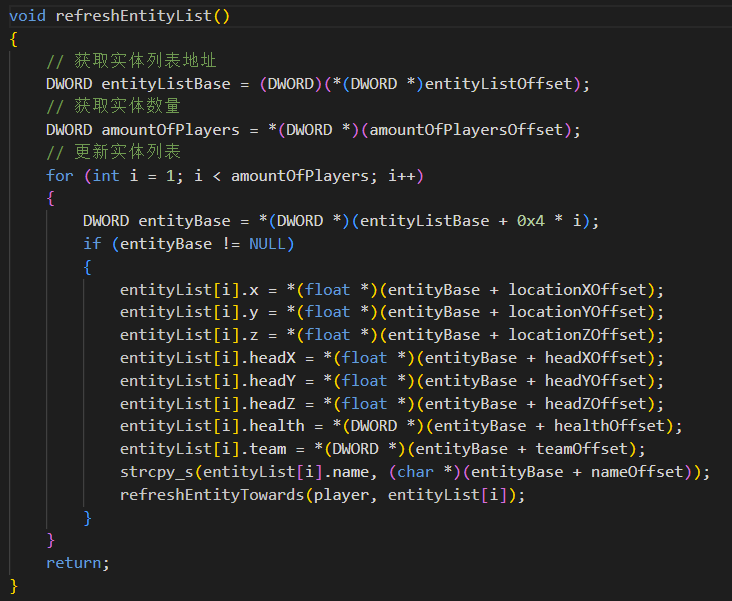 void refreshEntityList()
{
    // 获取实体列表地址
    DWORD entityListBase = (DWORD)(*(DWORD *)entityListOffset);
    // 获取实体数量
    DWORD amountOfPlayers = *(DWORD *)(amountOfPlayersOffset);
    // 更新实体列表
    for (int i = 1; i < amountOfPlayers; i++)
    {
        DWORD entityBase = *(DWORD *)(entityListBase + 0x4 * i);
        if (entityBase != NULL)
        {
            entityList[i].x = *(float *)(entityBase + locationXOffset);
            entityList[i].y = *(float *)(entityBase + locationYOffset);
            entityList[i].z = *(float *)(entityBase + locationZOffset);
            entityList[i].headX = *(float *)(entityBase + headXOffset);
            entityList[i].headY = *(float *)(entityBase + headYOffset);
            entityList[i].headZ = *(float *)(entityBase + headZOffset);
            entityList[i].health = *(DWORD *)(entityBase + healthOffset);
            entityList[i].team = *(DWORD *)(entityBase + teamOffset);
            strcpy_s(entityList[i].name, (char *)(entityBase + nameOffset));
            refreshEntityTowards(player, entityList[i]);
        }
    }
    return;
}